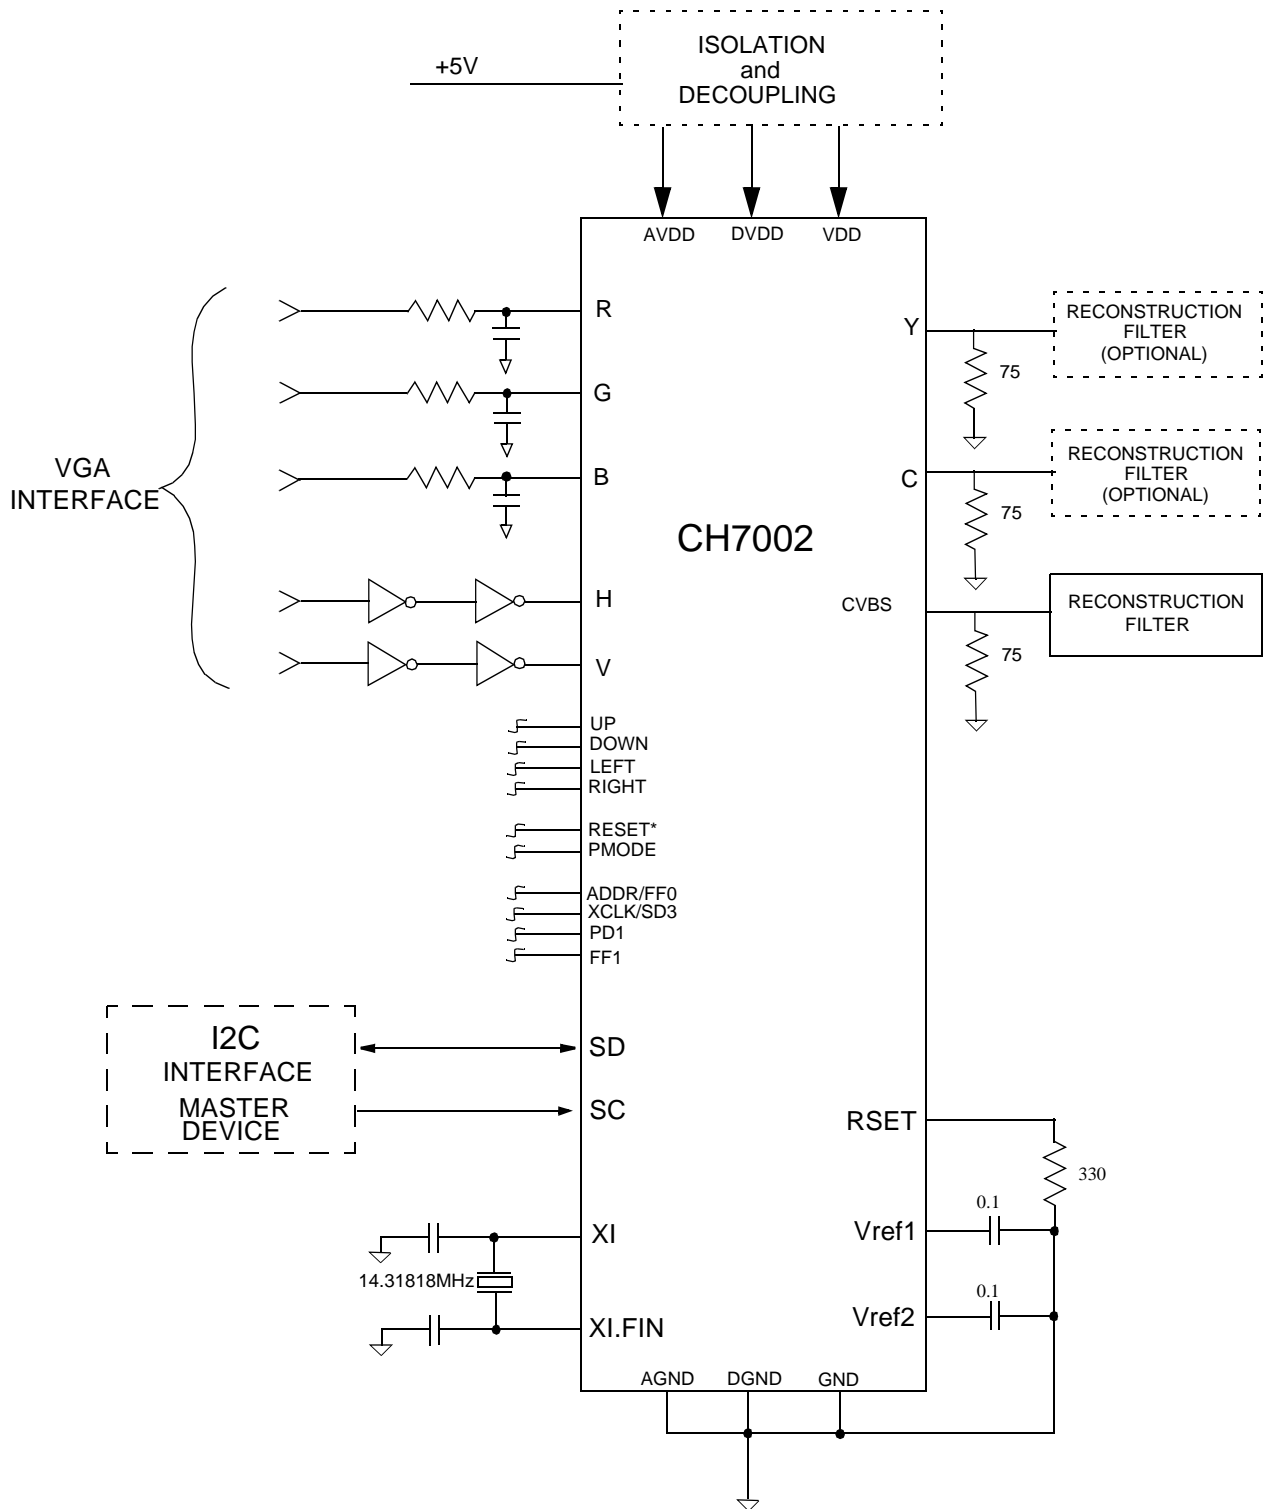 ISOLATION
and
DECOUPLING
+5V
AVDD DVDD VDD
R
G
B
H
V
VGA
INTERFACE
Y
C
CVBS
75
75
75
RECONSTRUCTION
FILTER
(OPTIONAL)
RECONSTRUCTION
FILTER
(OPTIONAL)
RECONSTRUCTION
FILTER
CH7002
UP
DOWN
LEFT
RIGHT
RESET*
PMODE
ADDR/FF0
XCLK/SD3
PD1
FF1
I2C
INTERFACE
MASTER
DEVICE
SD
SC
RSET
330
XI
14.31818MHz
XI.FIN
Vref1
0.1
Vref2
0.1
AGND DGND GND